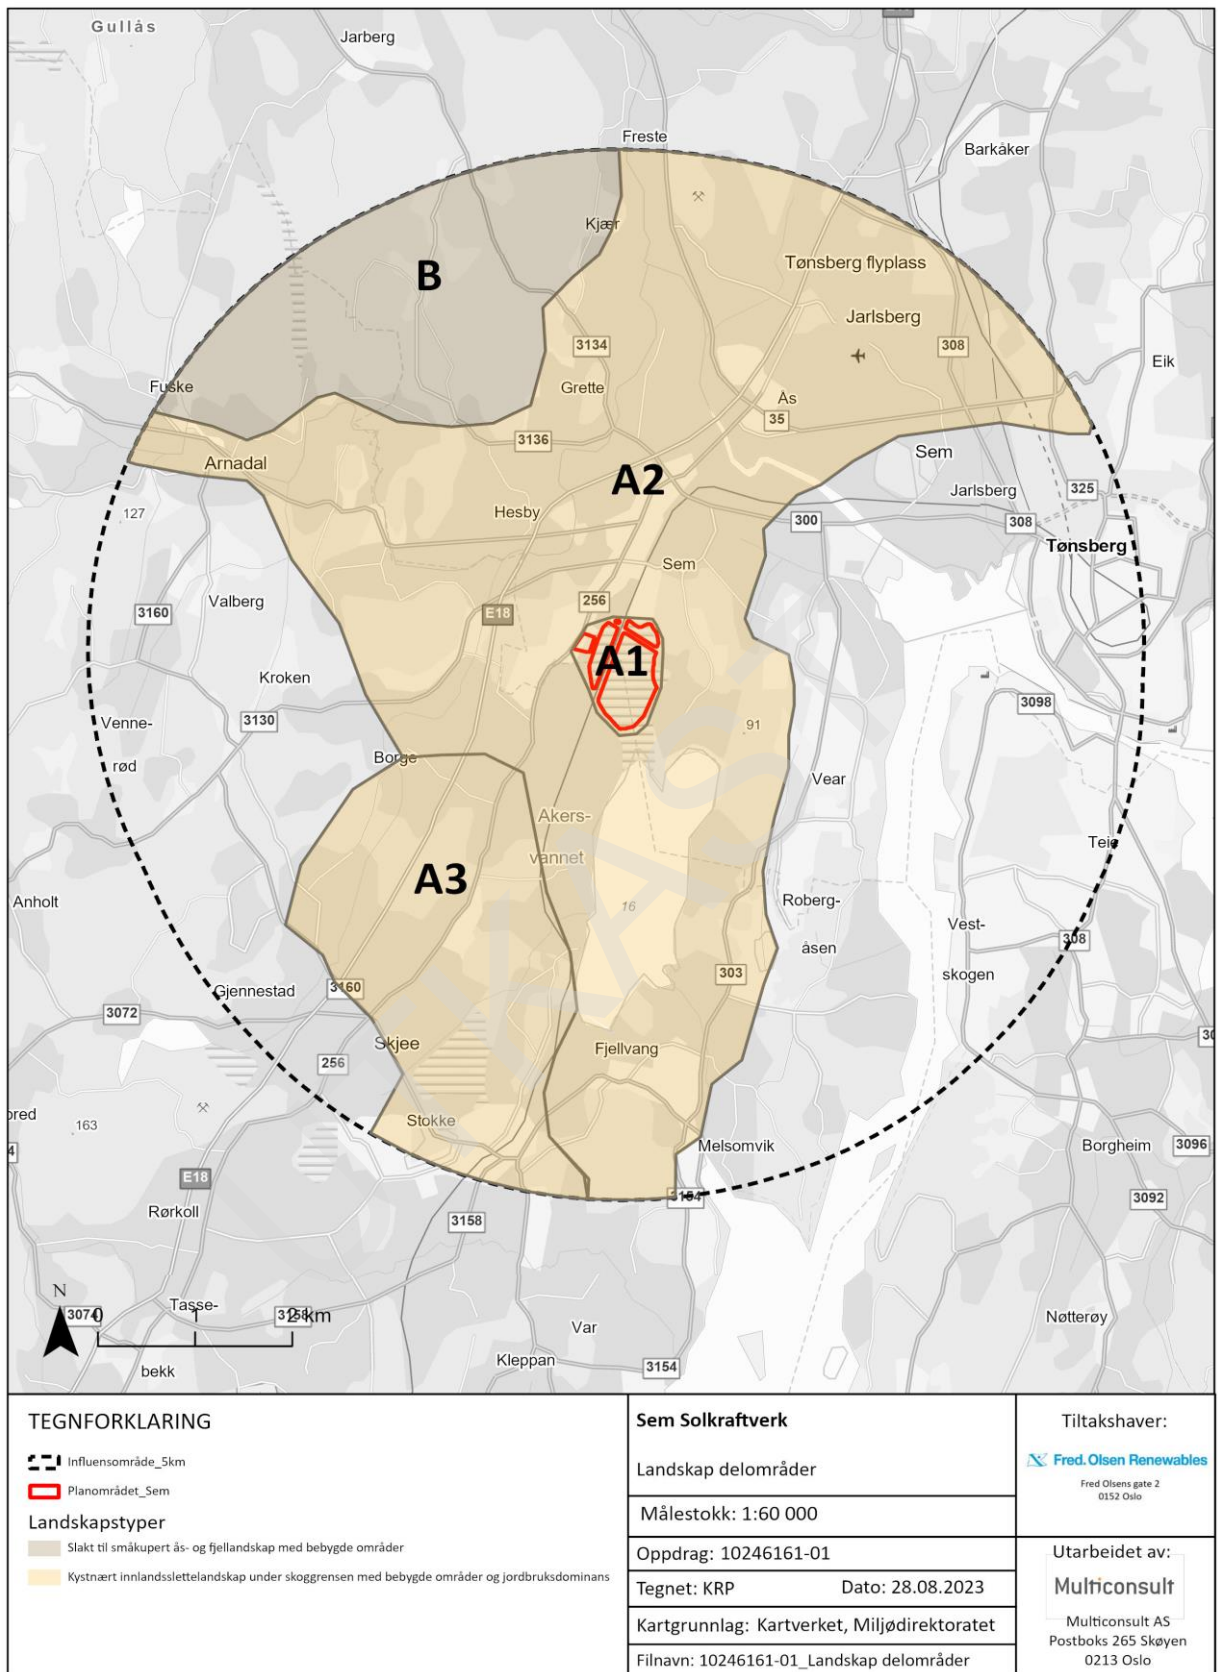 Gullås
Jarberg
Freste
Barkåker
Kjær
Tønsberg flyplass
B
Jarlsberg
3134
308
Eik
Fuske
Grette
Ås
35
3136
Sem
Arnadal
A2
Jarlsberg
325
127
Hesby
300
308
Tønsberg
Sem
256
3160
Valberg
E18
A1
Kroken
3098
Venne-
3130
91
rød
Borge
Vear
Akers-
Teie
vannet
A3
Anholt
16
Roberg-
Vest-
308
åsen
303
skogen
3160
Gjennestad
3072
Skjee
Fjellvang
256
Stokke
163
Melsomvik
Borgheim
3096
E18
3154
3092
Rørkoll
3158
N
Tasse-
3074
0
1
3158
2 km
Nøtterøy
Var
bekk
Kleppan
3154
TEGNFORKLARING
Influensområde_5km
Planområdet_Sem
Landskapstyper
Slakt til småkupert ås- og fjellandskap med bebygde områder
Kystnært innlandsslettelandskap under skoggrensen med bebygde områder og jordbruksdominans
Sem Solkraftverk
Landskap delområder
Målestokk: 1:60 000
Oppdrag: 10246161-01
Tegnet: KRP Dato: 28.08.2023
Kartgrunnlag: Kartverket, Miljødirektoratet
Filnavn: 10246161-01_Landskap delområder
Tiltakshaver:
Fred. Olsen Renewables
Fred Olsens gate 2
0152 Oslo
Utarbeidet av:
Multiconsult
Multiconsult AS
Postboks 265 Skøyen
0213 Oslo